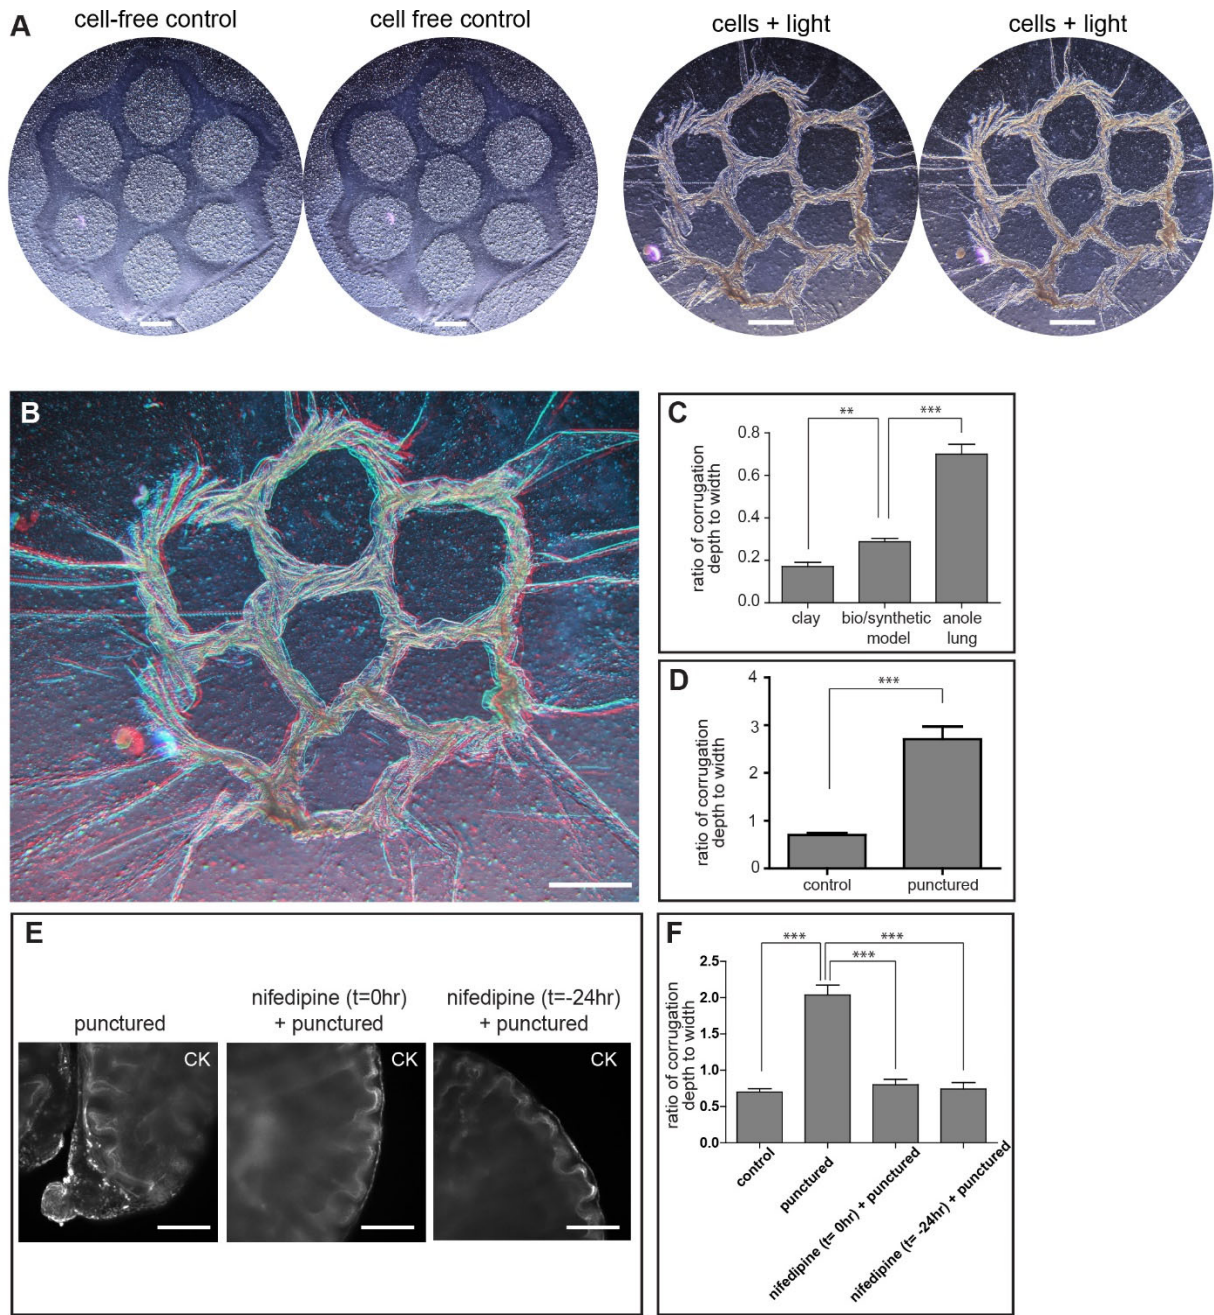 A
cell-free control
cell free control
cells + light
cells + light
B
C
ratio of corrugation
depth to width
0.8
0.6
0.4
0.2
0.0
**
***
clay
bio/synthetic
model
anole
lung
D
ratio of corrugation
depth to width
4
3
2
1
0
***
control
punctured
E
punctured
nifedipine (t=0hr)
+ punctured
nifedipine (t=-24hr)
+ punctured
CK
CK
CK
F
ratio of corrugation
depth to width
2.5
2.0
1.5
1.0
0.5
0.0
***
***
***
control
punctured
nifedipine (t= 0hr) + punctured
nifedipine (t= -24hr) + punctured